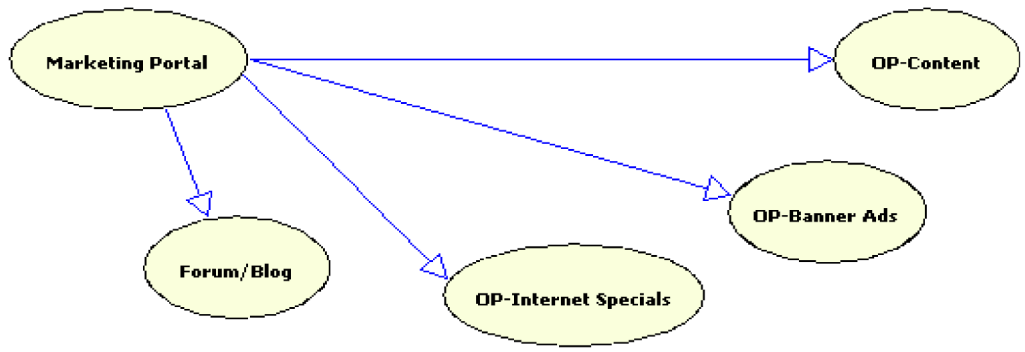 Marketing Portal
OP-Content
OP-Banner Ads
Forum/Blog
OP-Internet Specials